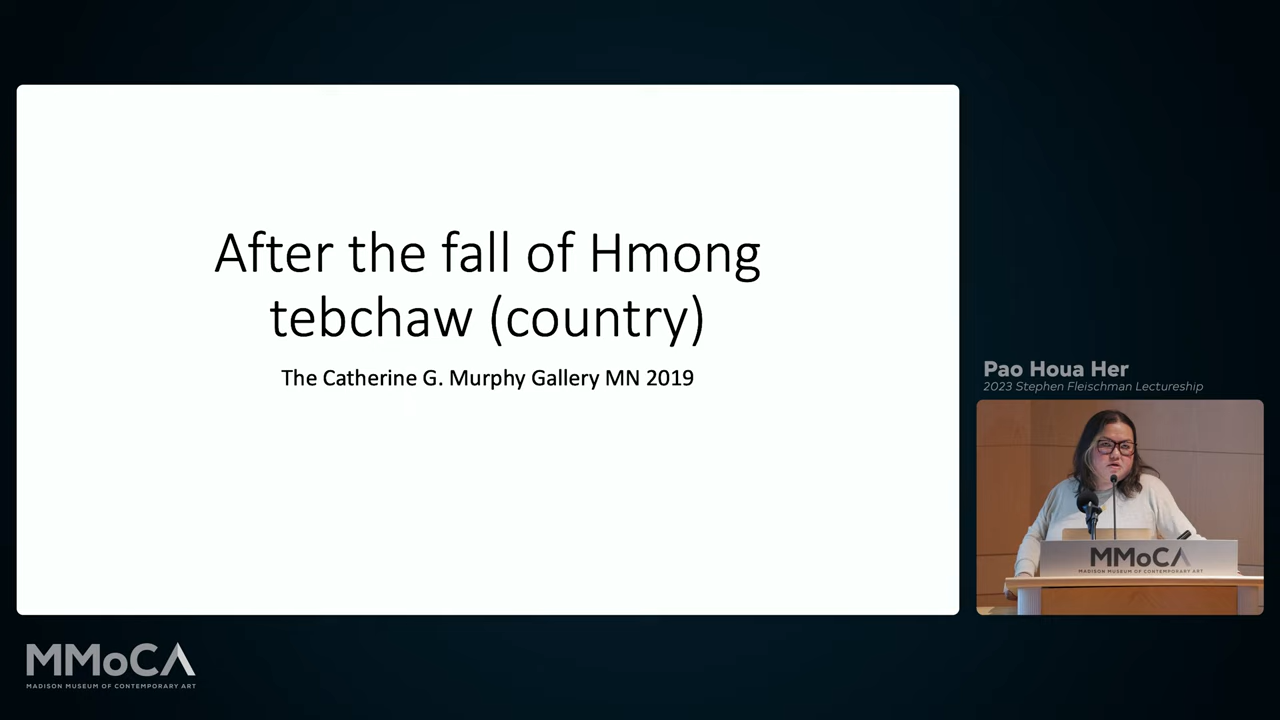 After the fall of Hmong
tebchaw (country)
The Catherine G. Murphy Gallery MN 2019
Pao Houa Her
2023 Stephen Fleischman Lectureship
MMoCA
MADISON MUSEUM OF CONTEMPORARY ART
MMoCA
MADISON MUSEUM OF CONTEMPORARY ART